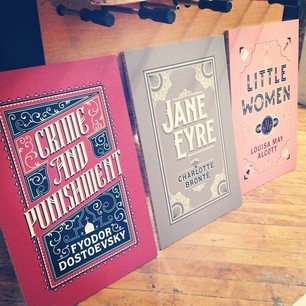 CRIME
AND
PUNISHMENT
FYODOR
DOSTOEVSKY
JANE
EYRE
CHARLOTTE
BRONTË
LITTLE
WOMEN
LOUISA MAY
ALCOTT